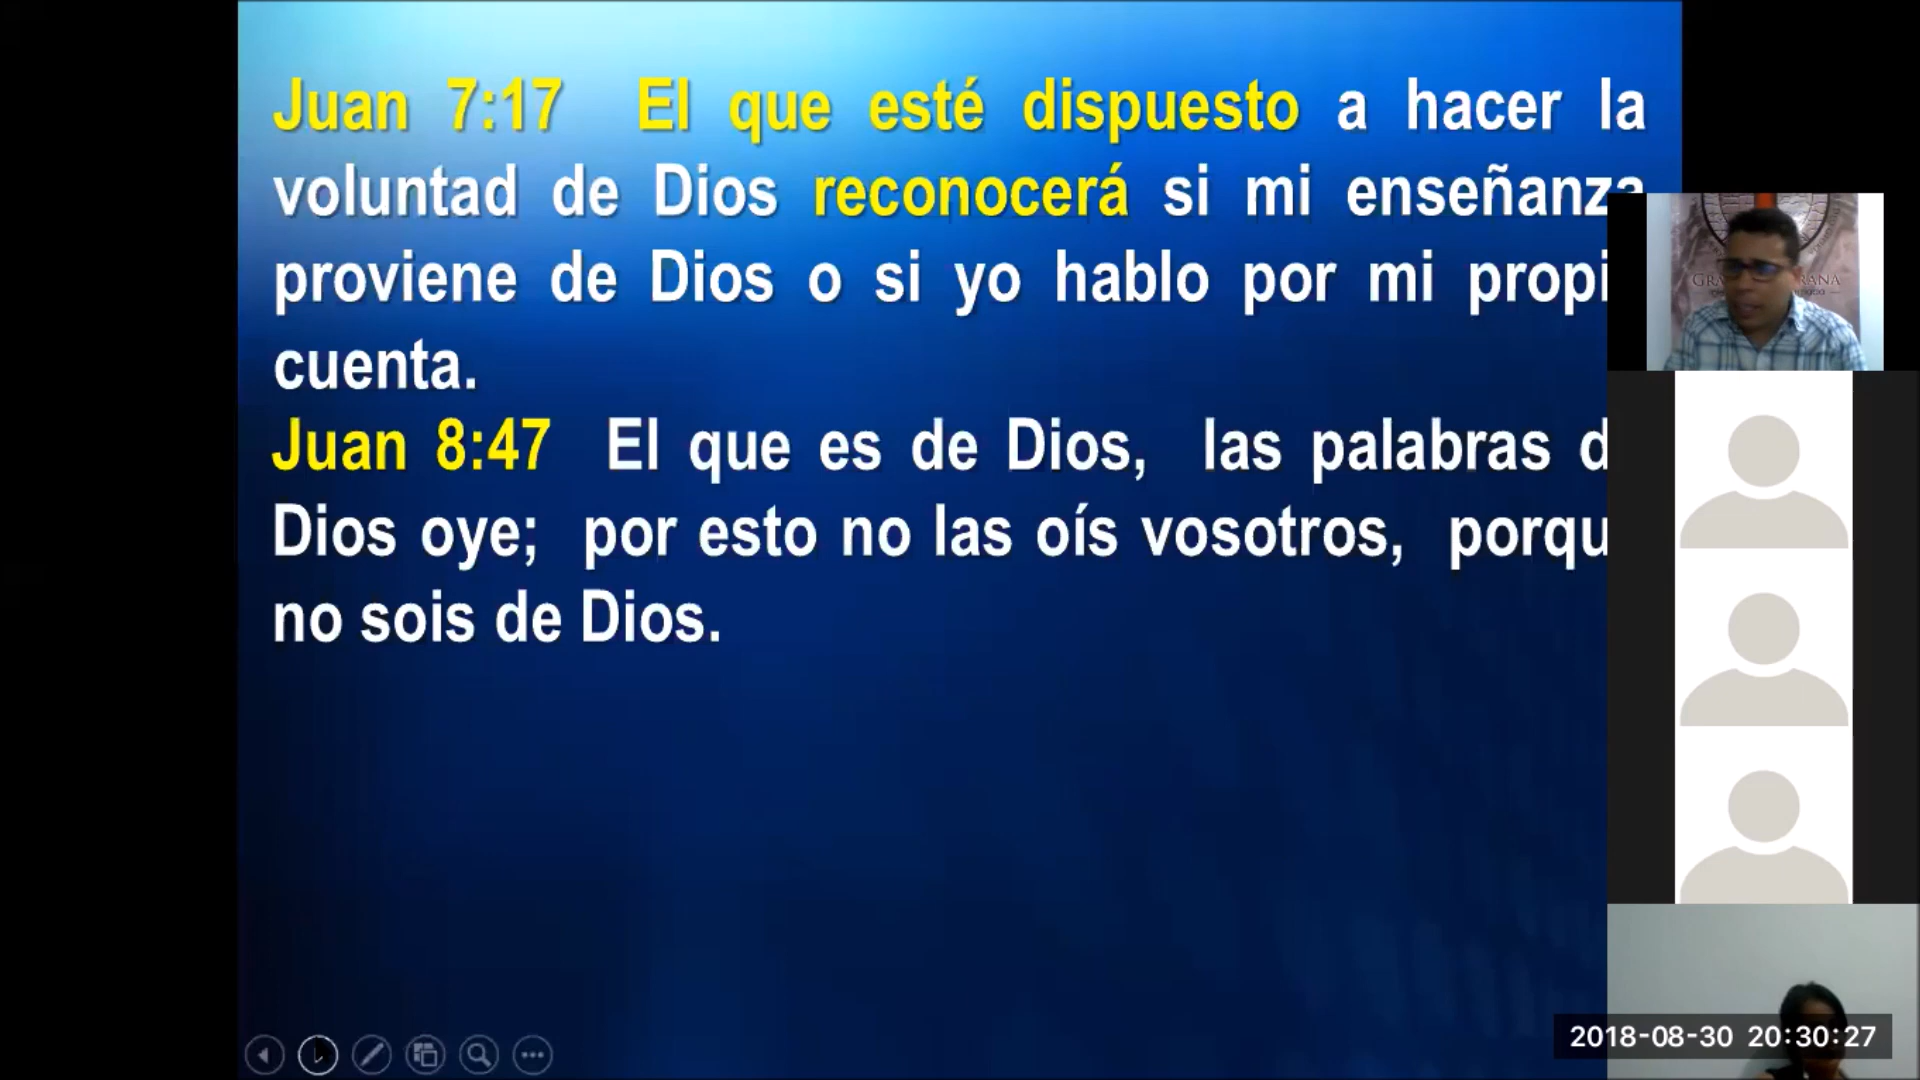 Juan 7:17 El que esté dispuesto a hacer la
voluntad de Dios reconocerá si mi enseñanza
proviene de Dios o si yo hablo por mi propi
cuenta.
Juan 8:47 El que es de Dios, las palabras d
Dios oye; por esto no las oís vosotros, porqu
no sois de Dios.
2018-08-30 20:30:27